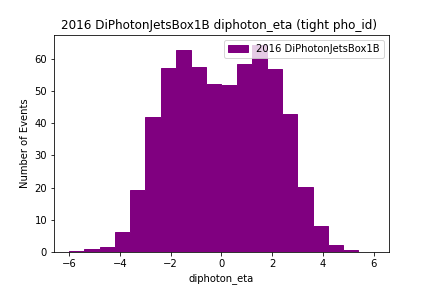 2016 DiPhotonJetsBox1B diphoton_eta (tight pho_id)
2016 DiPhotonJetsBox1B
Number of Events
60
50
40
30
20
10
0
−6 −4 −2 0 2 4 6
diphoton_eta